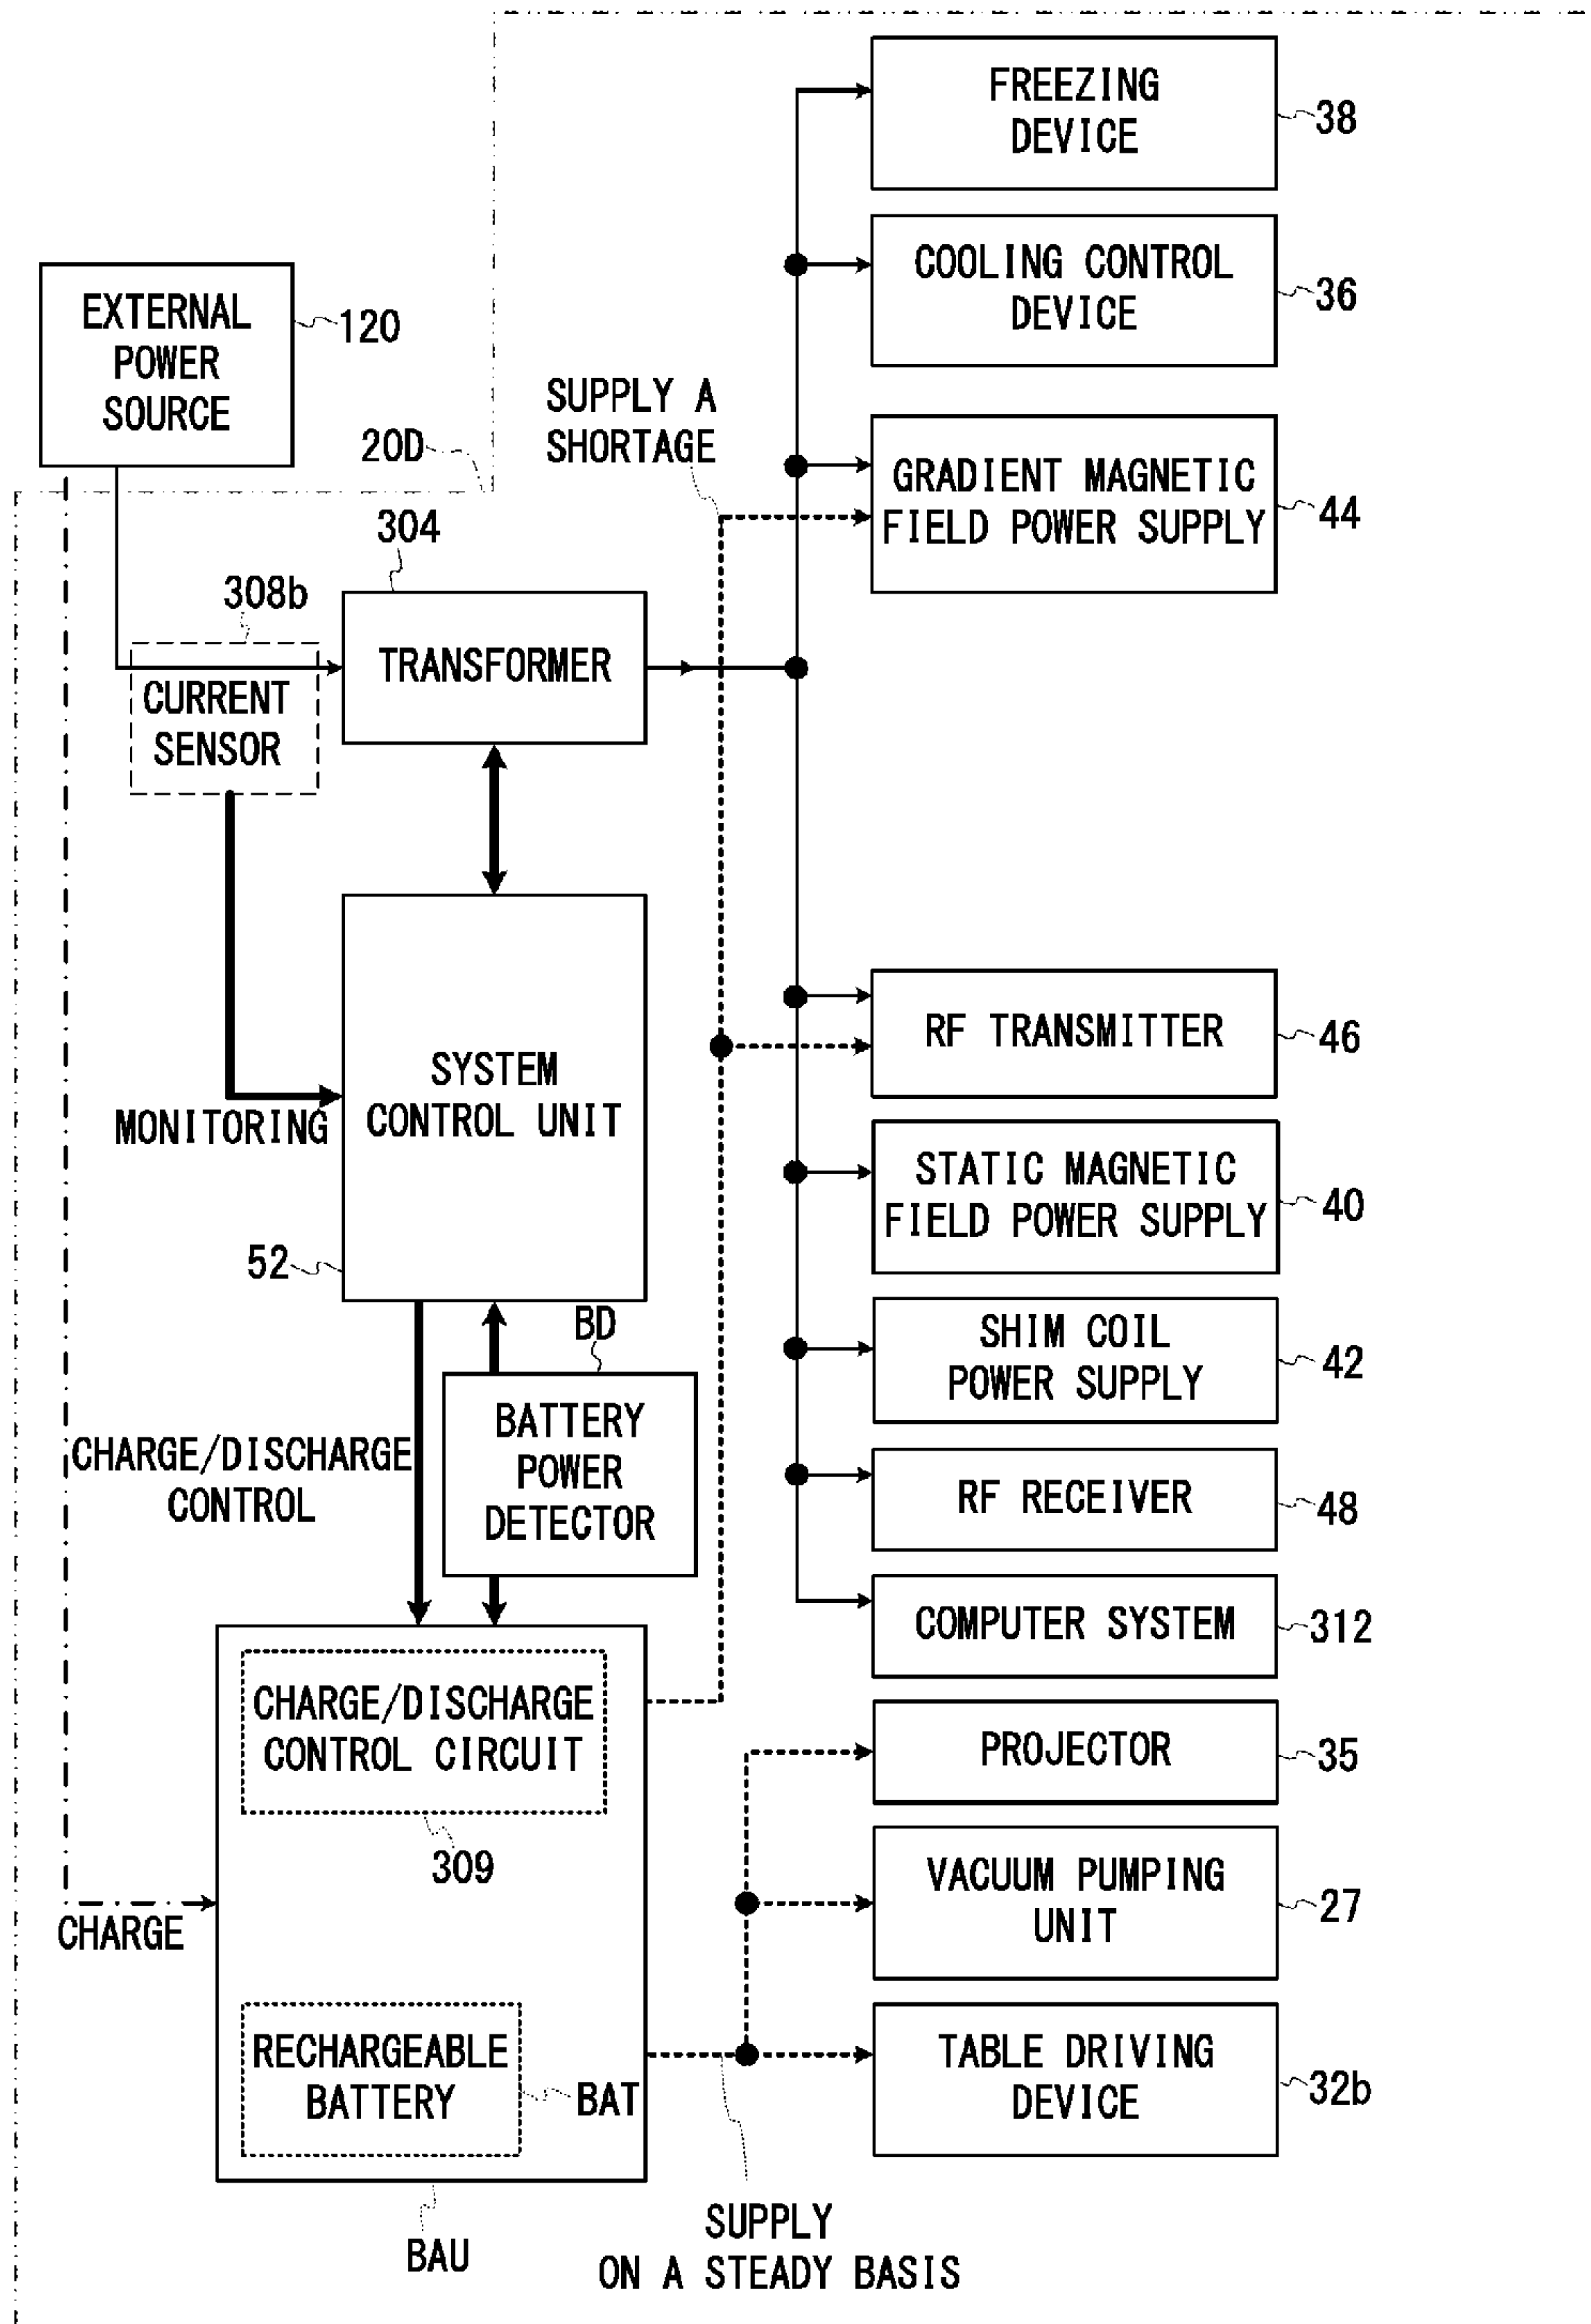 FREEZING
DEVICE
38
COOLING CONTROL
DEVICE
36
EXTERNAL
POWER
SOURCE
120
SUPPLY A
SHORTAGE
20D
GRADIENT MAGNETIC
FIELD POWER SUPPLY
44
304
308b
TRANSFORMER
CURRENT
SENSOR
SYSTEM
CONTROL UNIT
MONITORING
52
RF TRANSMITTER
46
STATIC MAGNETIC
FIELD POWER SUPPLY
40
BD
SHIM COIL
POWER SUPPLY
42
BATTERY
POWER
DETECTOR
CHARGE/DISCHARGE
CONTROL
RF RECEIVER
48
COMPUTER SYSTEM
312
CHARGE/DISCHARGE
CONTROL CIRCUIT
309
PROJECTOR
35
VACUUM PUMPING
UNIT
27
CHARGE
RECHARGEABLE
BATTERY
BAT
TABLE DRIVING
DEVICE
32b
BAU
SUPPLY
ON A STEADY BASIS